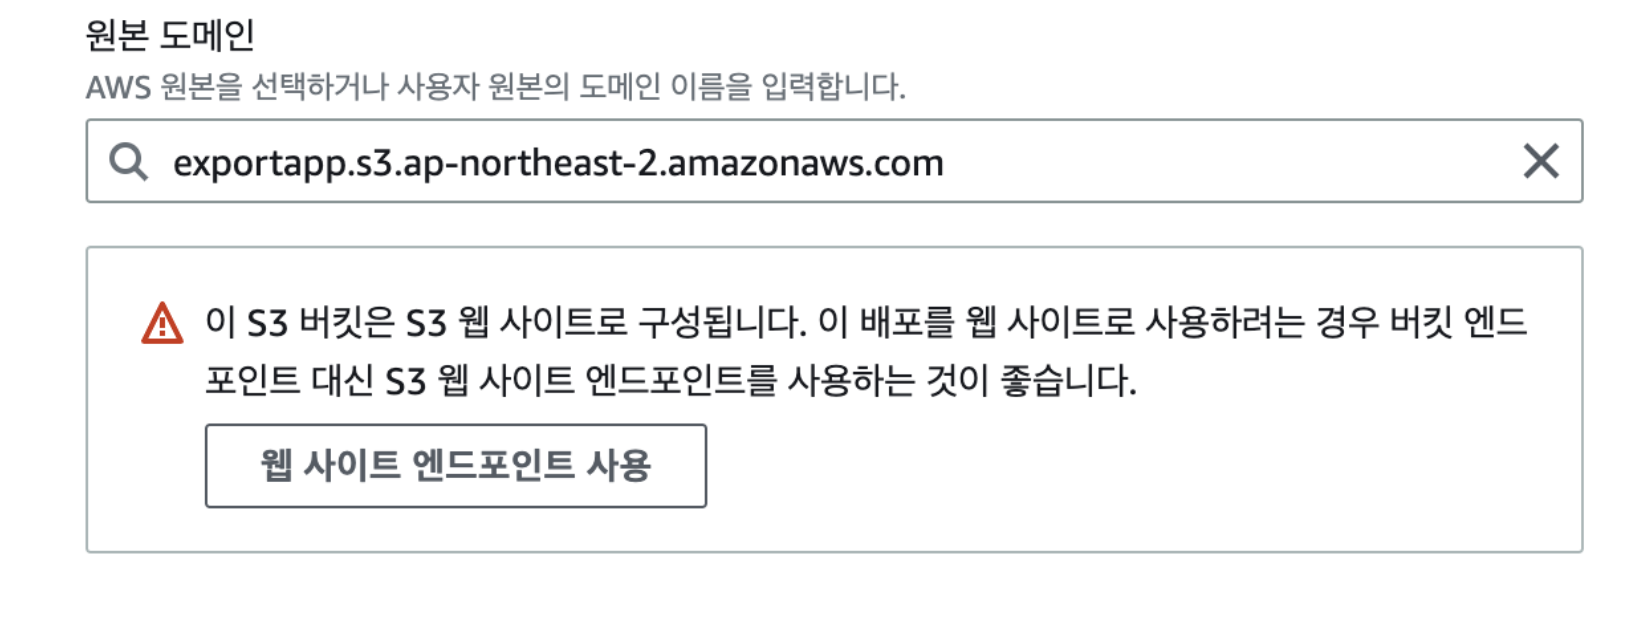 원본 도메인
AWS 원본을 선택하거나 사용자 원본의 도메인 이름을 입력합니다.
exportapp.s3.ap-northeast-2.amazonaws.com
이 S3 버킷은 S3 웹 사이트로 구성됩니다. 이 배포를 웹 사이트로 사용하려는 경우 버킷 엔드
포인트 대신 S3 웹 사이트 엔드포인트를 사용하는 것이 좋습니다.
웹 사이트 엔드포인트 사용